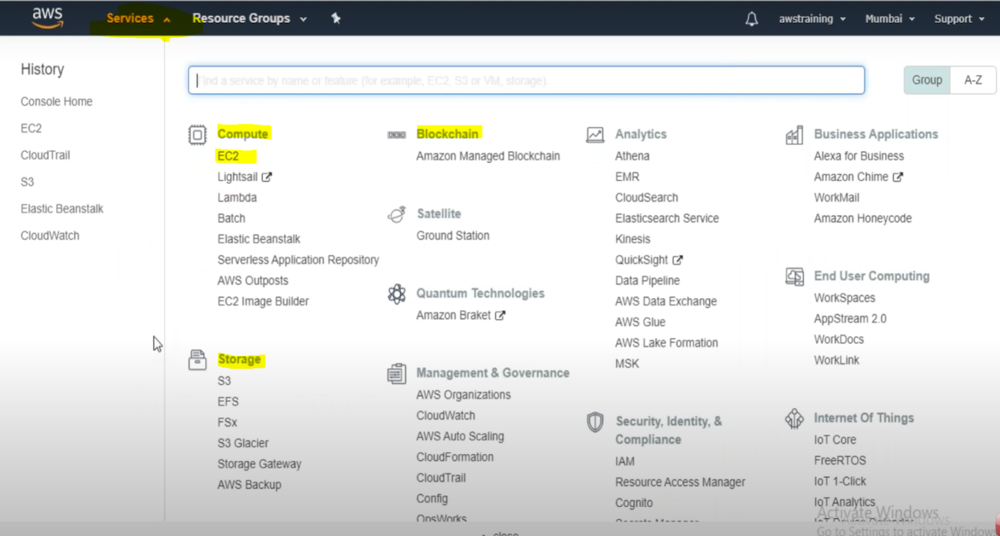 aws
Services
Resource Groups
awstraining
Mumbai
Support
History
Console Home
EC2
CloudTrail
S3
Elastic Beanstalk
CloudWatch
Find a service by name or feature (for example, EC2, S3 or VM, storage).
Group
A-Z
Compute
EC2
Lightsail
Lambda
Batch
Elastic Beanstalk
Serverless Application Repository
AWS Outposts
EC2 Image Builder
Storage
S3
EFS
FSx
S3 Glacier
Storage Gateway
AWS Backup
Blockchain
Amazon Managed Blockchain
Satellite
Ground Station
Quantum Technologies
Amazon Braket
Management & Governance
AWS Organizations
CloudWatch
AWS Auto Scaling
CloudFormation
CloudTrail
Config
OpsWorks
Analytics
Athena
EMR
CloudSearch
Elasticsearch Service
Kinesis
QuickSight
Data Pipeline
AWS Data Exchange
AWS Glue
AWS Lake Formation
MSK
Security, Identity, &
Compliance
IAM
Resource Access Manager
Cognito
Secrets Manager
Business Applications
Alexa for Business
Amazon Chime
WorkMail
Amazon Honeycode
End User Computing
WorkSpaces
AppStream 2.0
WorkDocs
WorkLink
Internet Of Things
IoT Core
FreeRTOS
IoT 1-Click
IoT Analytics
IoT Device Defender
close
Activate Windows
Go to Settings to activate Windows